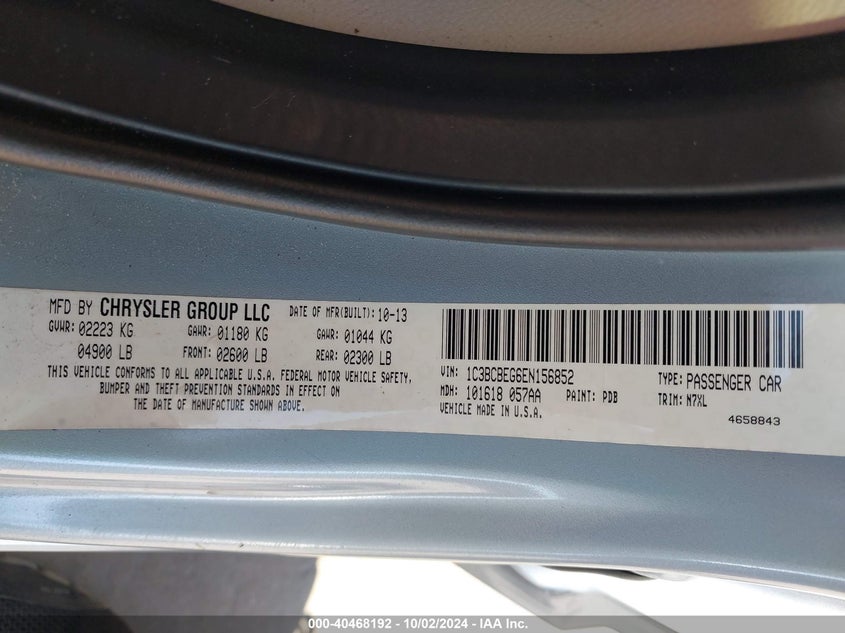 MFD BY CHRYSLER GROUP LLC DATE OF MFR(BUILT): 10-13
GVWR: 02223 KG GAWR: 01180 KG GAWR: 01044 KG
04900 LB FRONT: 02600 LB REAR: 02300 LB
THIS VEHICLE CONFORMS TO ALL APPLICABLE U.S.A. FEDERAL MOTOR VEHICLE SAFETY,
BUMPER AND THEFT PREVENTION STANDARDS IN EFFECT ON
THE DATE OF MANUFACTURE SHOWN ABOVE.
VIN: 1C3BCBEG6EN156852 TYPE: PASSENGER CAR
MDH: 101618 057AA PAINT: PDB TRIM: N7XL
VEHICLE MADE IN U.S.A.
4658843
000-40468192 - 10/02/2024 - IAA Inc.